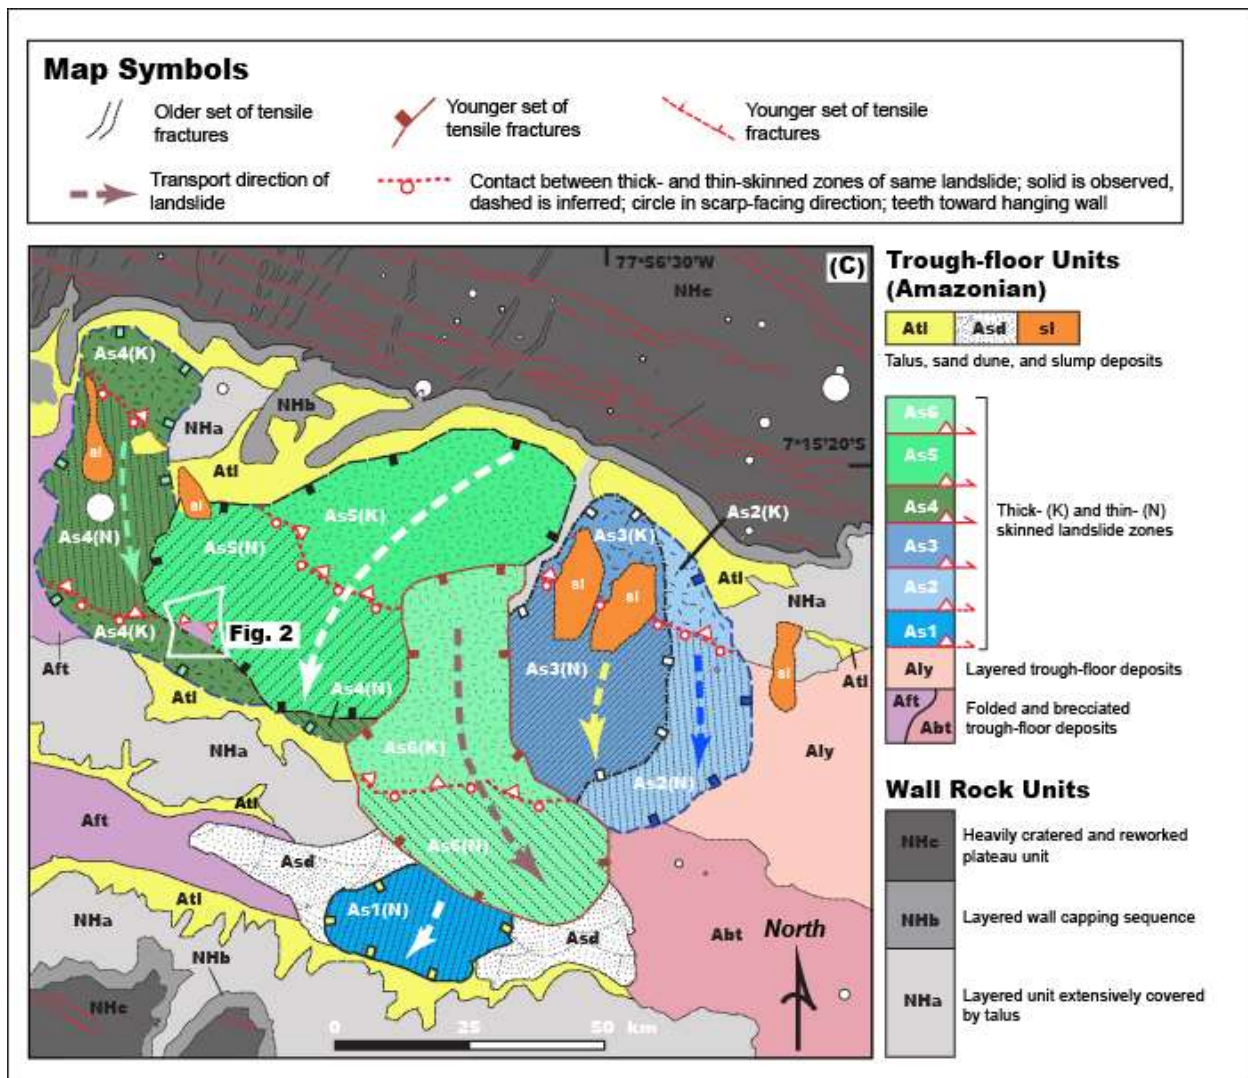 Map Symbols
Older set of tensile
fractures
Younger set of
tensile fractures
Younger set of tensile
fractures
Transport direction of
landslide
Contact between thick- and thin-skinned zones of same landslide; solid is observed,
dashed is inferred; circle in scarp-facing direction; teeth toward hanging wall
77°56'30"W
(C)
NHc
7°15'20"S
As4(K)
NHb
NHa
sl
Atl
As5(K)
As2(K)
As3(K)
As4(N)
As5(N)
sl
sl
Atl
NHa
Fig. 2
As4(K)
Aft
As3(N)
sl
Atl
As4(N)
Atl
As6(K)
NHa
Aly
As2(N)
Atl
Aft
As6(N)
Asd
Atl
As1(N)
NHa
Asd
Abt
North
NHb
NHc
0 25 50 km
Trough-floor Units
(Amazonian)
Atl Asd sl
Talus, sand dune, and slump deposits
As6
As5
As4
As3
As2
As1
Thick- (K) and thin- (N)
skinned landslide zones
Aly
Layered trough-floor deposits
Aft
Abt
Folded and brecciated
trough-floor deposits
Wall Rock Units
NHc
Heavily cratered and reworked
plateau unit
NHb
Layered wall capping sequence
NHa
Layered unit extensively covered
by talus